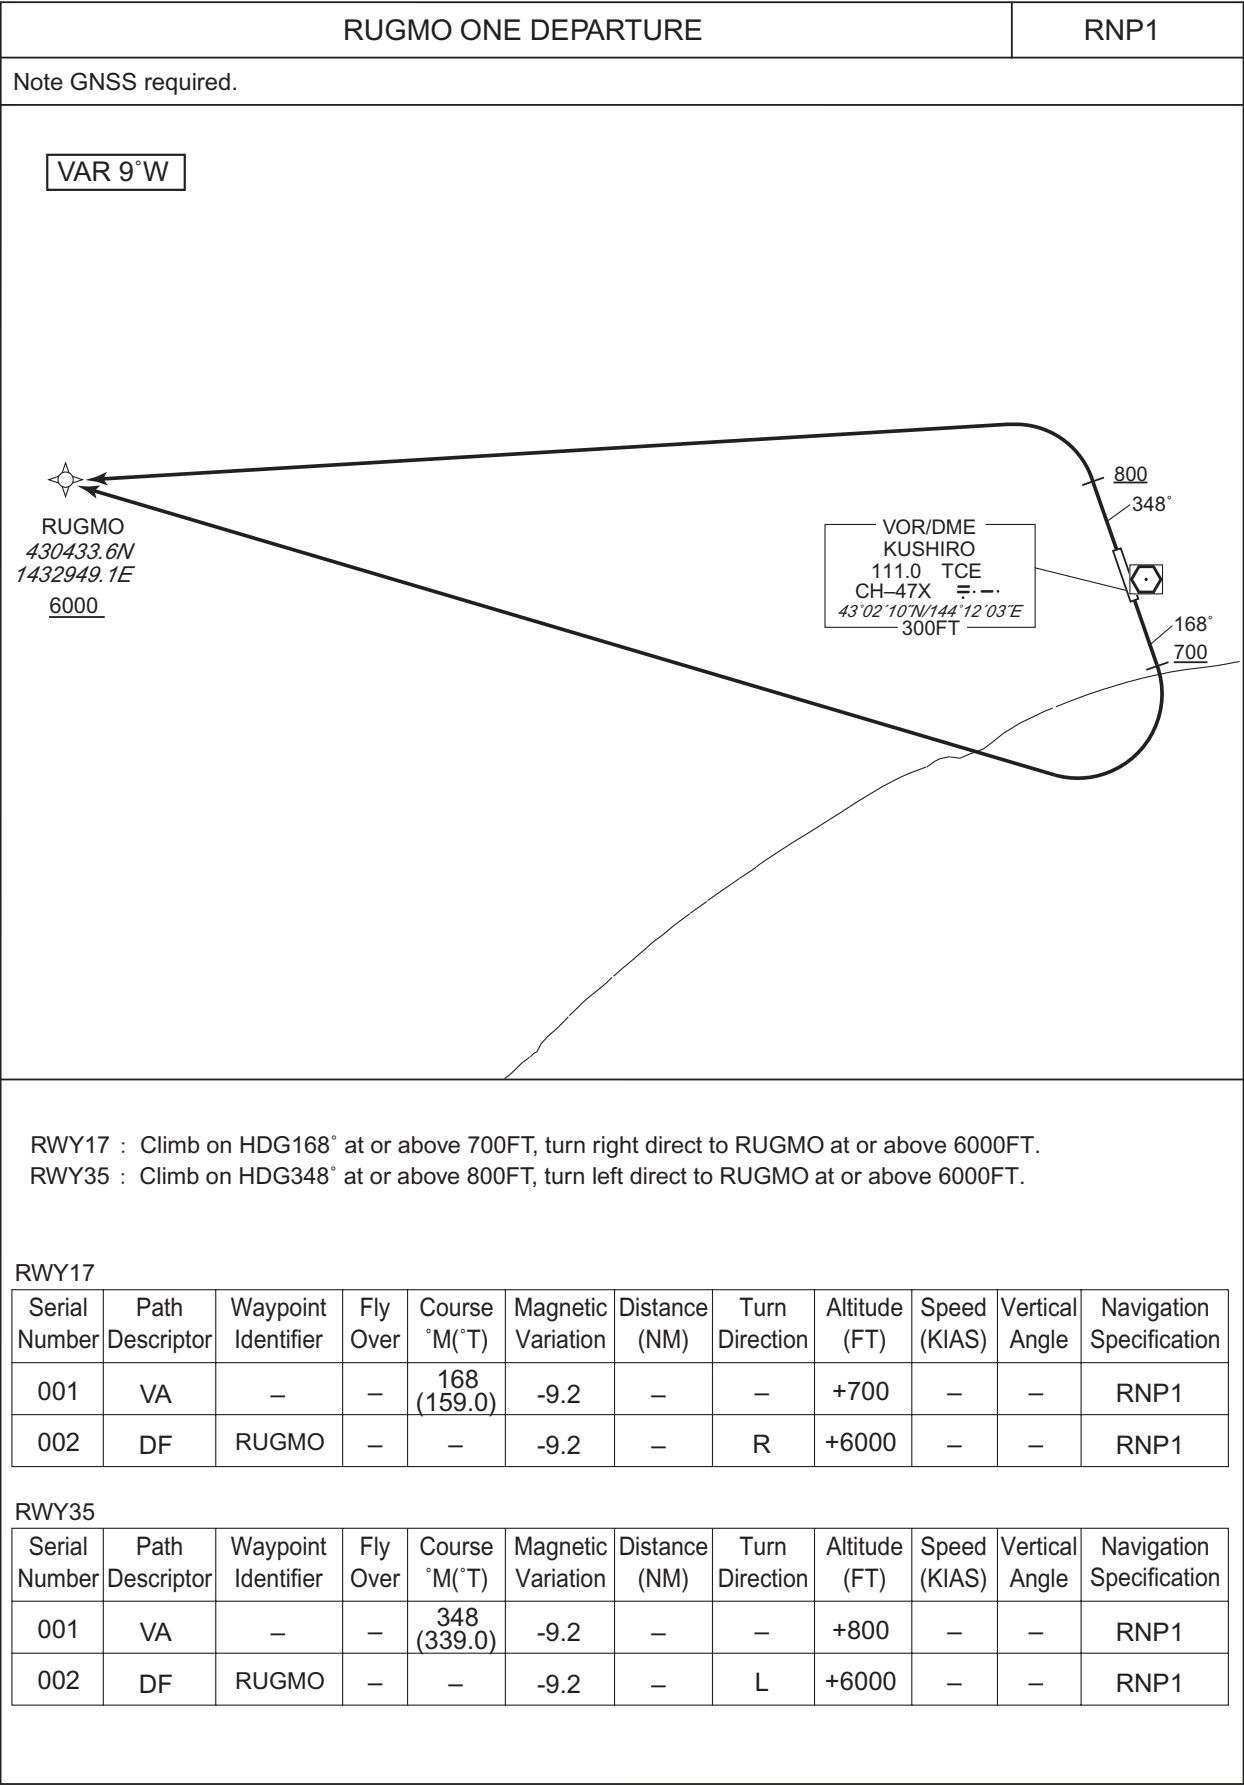 RUGMO ONE DEPARTURE RNP1
Note GNSS required.
VAR 9°W
800
348°
RUGMO
430433.6N
1432949.1E
6000
VOR/DME
KUSHIRO
111.0 TCE
CH–47X
43°02´10˝N/144°12´03˝E
300FT
168°
700
RWY17 : Climb on HDG168° at or above 700FT, turn right direct to RUGMO at or above 6000FT.
RWY35 : Climb on HDG348° at or above 800FT, turn left direct to RUGMO at or above 6000FT.
RWY17
Serial Path Waypoint Fly Course Magnetic Distance Turn Altitude Speed Vertical Navigation
Number Descriptor Identifier Over °M(°T) Variation (NM) Direction (FT) (KIAS) Angle Specification
001 VA – – 168 (159.0) -9.2 – – +700 – – RNP1
002 DF RUGMO – – -9.2 – R +6000 – – RNP1
RWY35
Serial Path Waypoint Fly Course Magnetic Distance Turn Altitude Speed Vertical Navigation
Number Descriptor Identifier Over °M(°T) Variation (NM) Direction (FT) (KIAS) Angle Specification
001 VA – – 348 (339.0) -9.2 – – +800 – – RNP1
002 DF RUGMO – – -9.2 – L +6000 – – RNP1